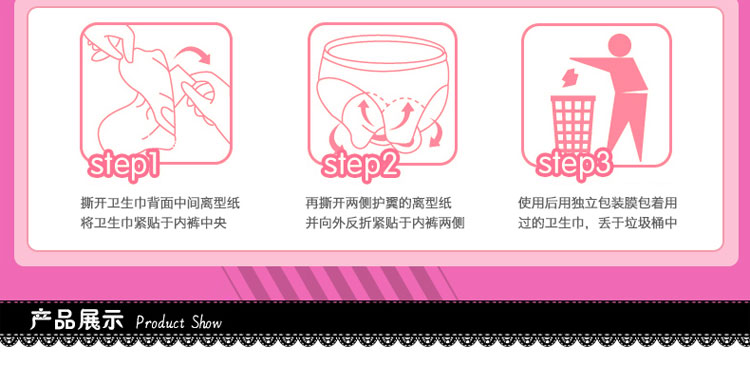 step1
撕开卫生巾背面中间离型纸
将卫生巾紧贴于内裤中央
step2
再撕开两侧护翼的离型纸
并向外反折紧贴于内裤两侧
step3
使用后用独立包装膜包着用
过的卫生巾，丢于垃圾桶中
产品展示 Product Show